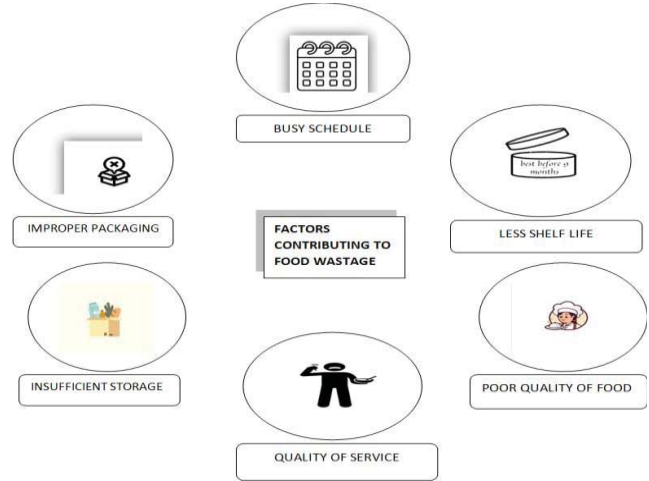 BUSY SCHEDULE
IMPROPER PACKAGING
best before 9
months
LESS SHELF LIFE
FACTORS
CONTRIBUTING TO
FOOD WASTAGE
INSUFFICIENT STORAGE
POOR QUALITY OF FOOD
QUALITY OF SERVICE